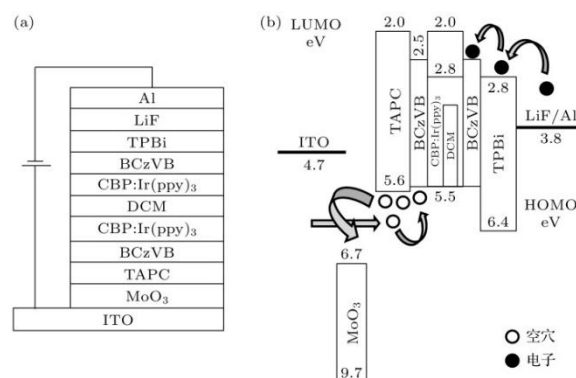 (a)
Al
LiF
TPBi
BCzVB
CBP:Ir(ppy)₃
DCM
CBP:Ir(ppy)₃
BCzVB
TAPC
MoO₃
ITO
(b)
LUMO
eV
2.0
2.0
2.5
2.8
2.8
TAPC
BCzVB
CBP:Ir(ppy)₃
DCM
BCzVB
TPBi
ITO
4.7
LiF/Al
3.8
5.6
5.5
HOMO
eV
6.4
6.7
MoO₃
9.7
空穴
电子